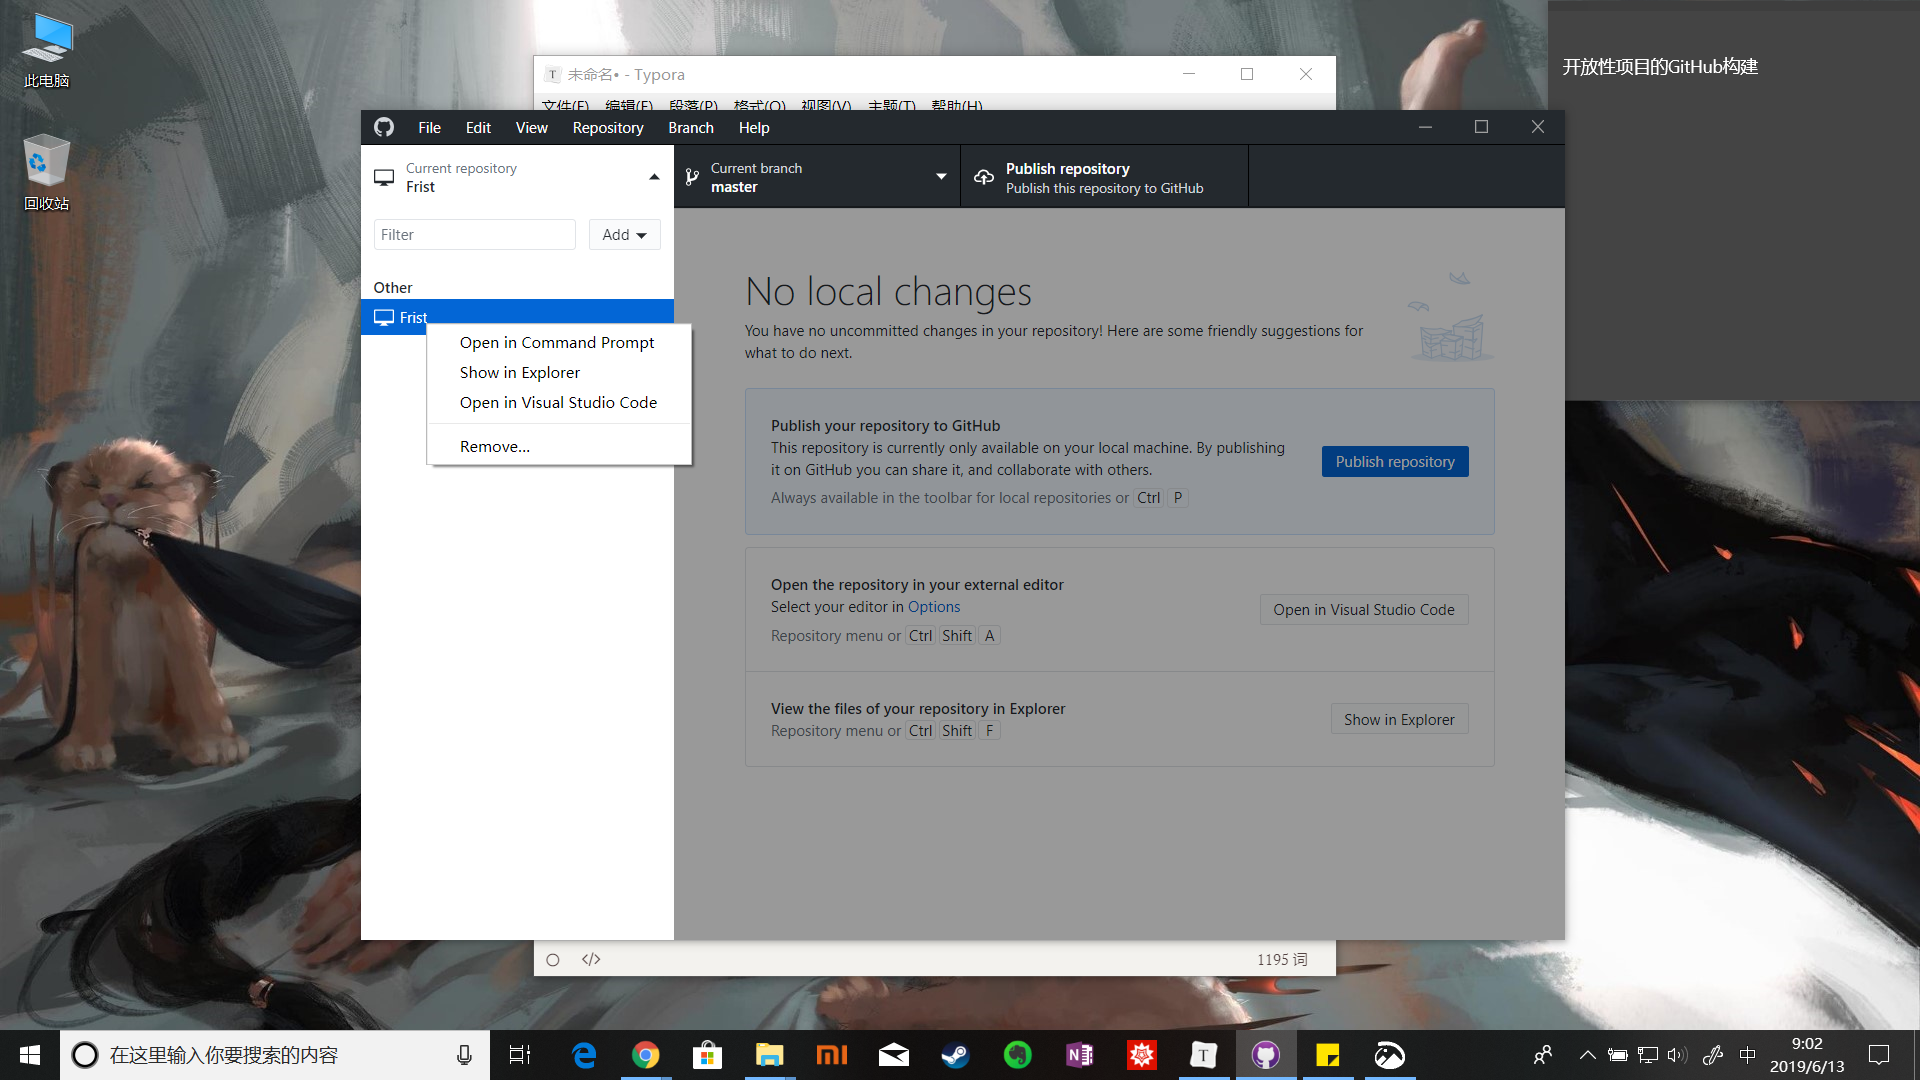 此电脑
回收站
T 未命名• - Typora
文件(F) 编辑(E) 段落(P) 格式(O) 视图(V) 主题(T) 帮助(H)
开放性项目的GitHub构建
File Edit View Repository Branch Help
Current repository
Frist
Current branch
master
Publish repository
Publish this repository to GitHub
Filter
Add
Other
Frist
Open in Command Prompt
Show in Explorer
Open in Visual Studio Code
Remove...
No local changes
You have no uncommitted changes in your repository! Here are some friendly suggestions for
what to do next.
Publish your repository to GitHub
This repository is currently only available on your local machine. By publishing
it on GitHub you can share it, and collaborate with others.
Always available in the toolbar for local repositories or Ctrl P
Publish repository
Open the repository in your external editor
Select your editor in Options
Repository menu or Ctrl Shift A
Open in Visual Studio Code
View the files of your repository in Explorer
Repository menu or Ctrl Shift F
Show in Explorer
</> 1195 词
在这里输入你要搜索的内容
mi
N
T
中
9:02
2019/6/13